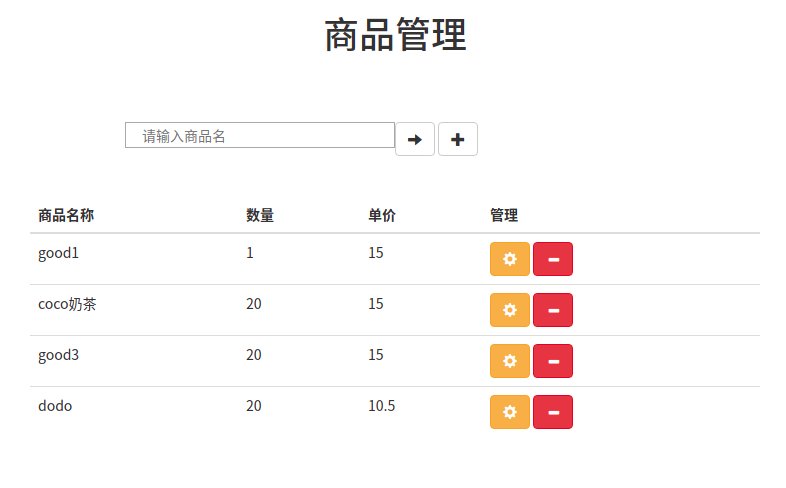 商品管理
请输入商品名
商品名称 数量 单价 管理
good1 1 15
coco奶茶 20 15
good3 20 15
dodo 20 10.5